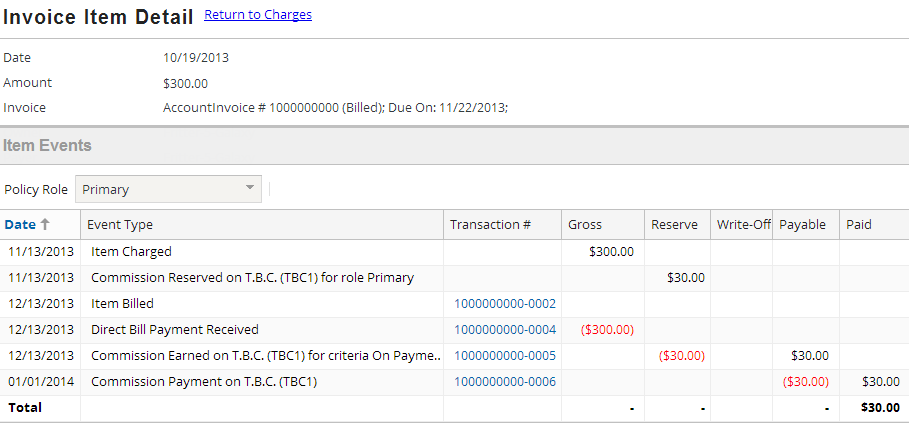 Invoice Item Detail Return to Charges
Date 10/19/2013
Amount $300.00
Invoice AccountInvoice # 1000000000 (Billed); Due On: 11/22/2013;
Item Events
Policy Role Primary
Date ↑ Event Type Transaction # Gross Reserve Write-Off Payable Paid
11/13/2013 Item Charged $300.00
11/13/2013 Commission Reserved on T.B.C. (TBC1) for role Primary $30.00
12/13/2013 Item Billed 1000000000-0002
12/13/2013 Direct Bill Payment Received 1000000000-0004 ($300.00)
12/13/2013 Commission Earned on T.B.C. (TBC1) for criteria On Payme.. 1000000000-0005 ($30.00) $30.00
01/01/2014 Commission Payment on T.B.C. (TBC1) 1000000000-0006 ($30.00) $30.00
Total - - - $30.00